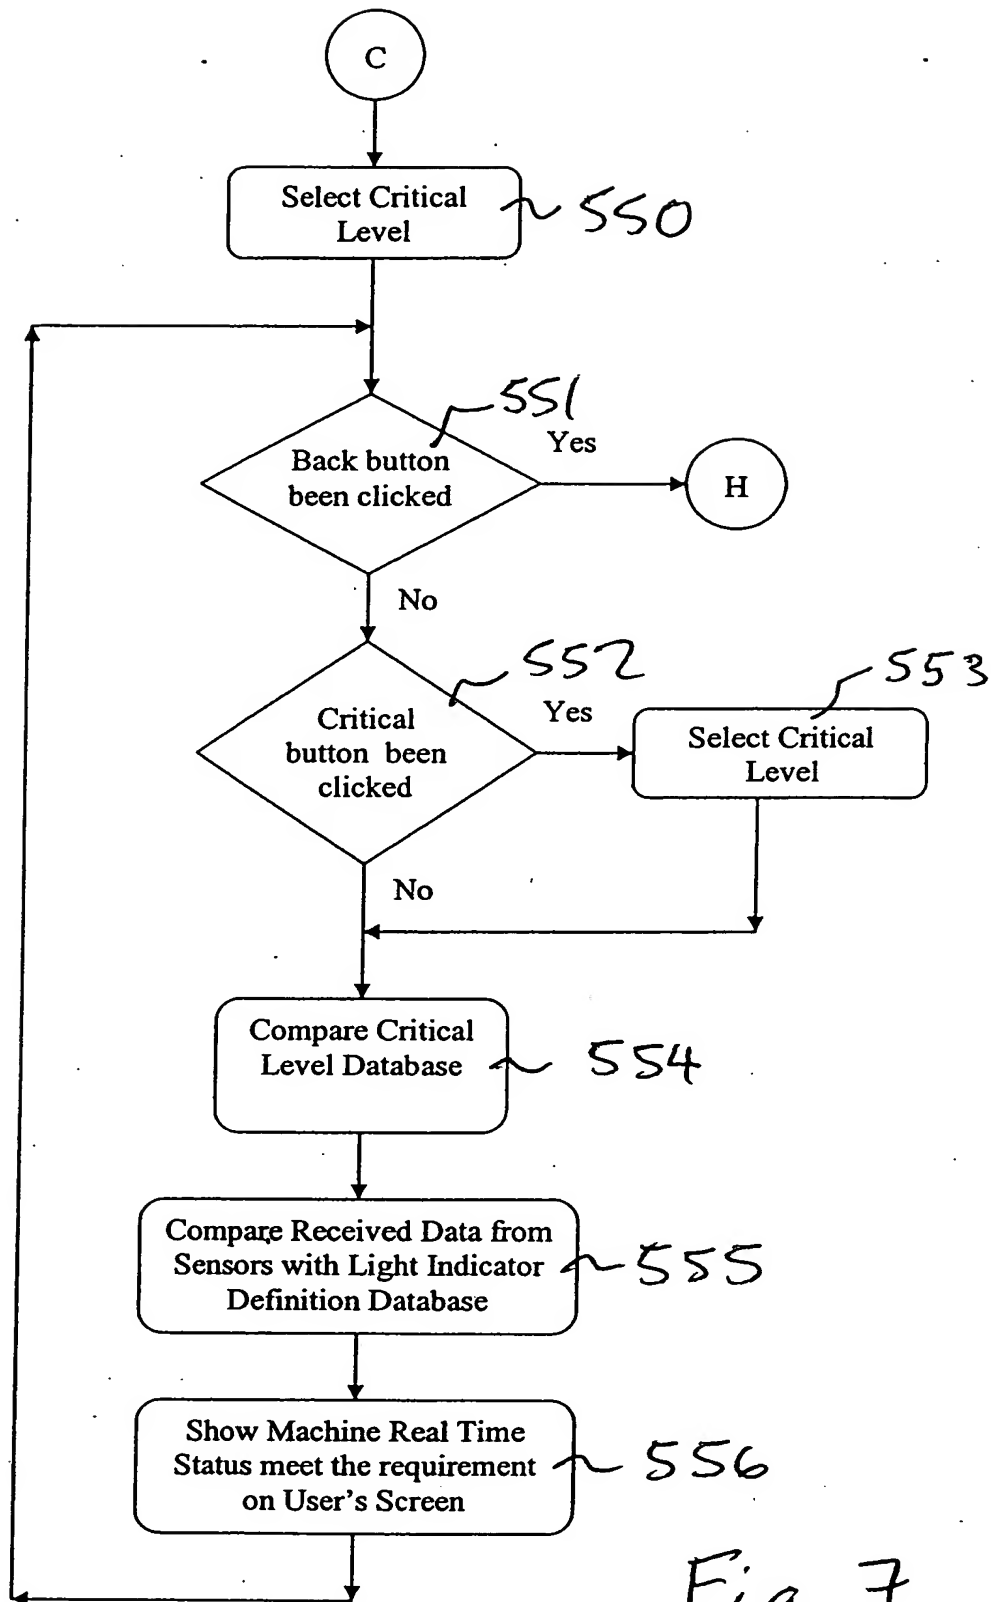 C
Select Critical
Level
550
551
Back button
been clicked
Yes
H
No
552
Critical
button been
clicked
Yes
553
Select Critical
Level
No
Compare Critical
Level Database
554
Compare Received Data from
Sensors with Light Indicator
Definition Database
555
Show Machine Real Time
Status meet the requirement
on User's Screen
556
Fig 7